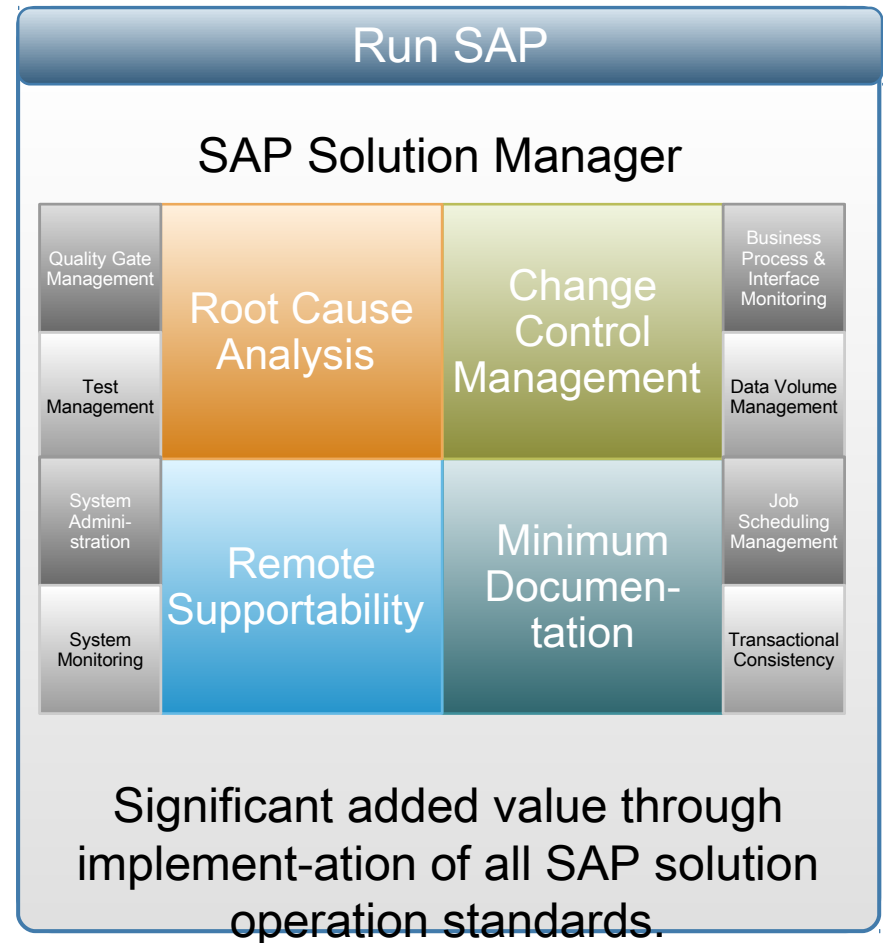 Run SAP
SAP Solution Manager
Quality Gate
Management
Test
Management
System
Admini-
stration
System
Monitoring
Root Cause
Analysis
Change
Control
Management
Remote
Supportability
Minimum
Documen-
tation
Business
Process &
Interface
Monitoring
Data Volume
Management
Job
Scheduling
Management
Transactional
Consistency
Significant added value through
implement-ation of all SAP solution
operation standards.